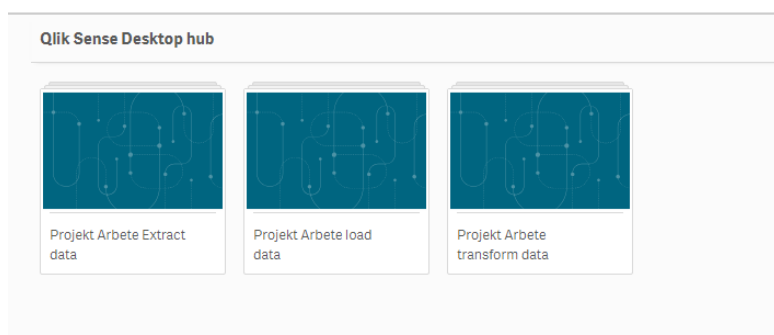 Qlik Sense Desktop hub
Projekt Arbete Extract
data
Projekt Arbete load
data
Projekt Arbete
transform data